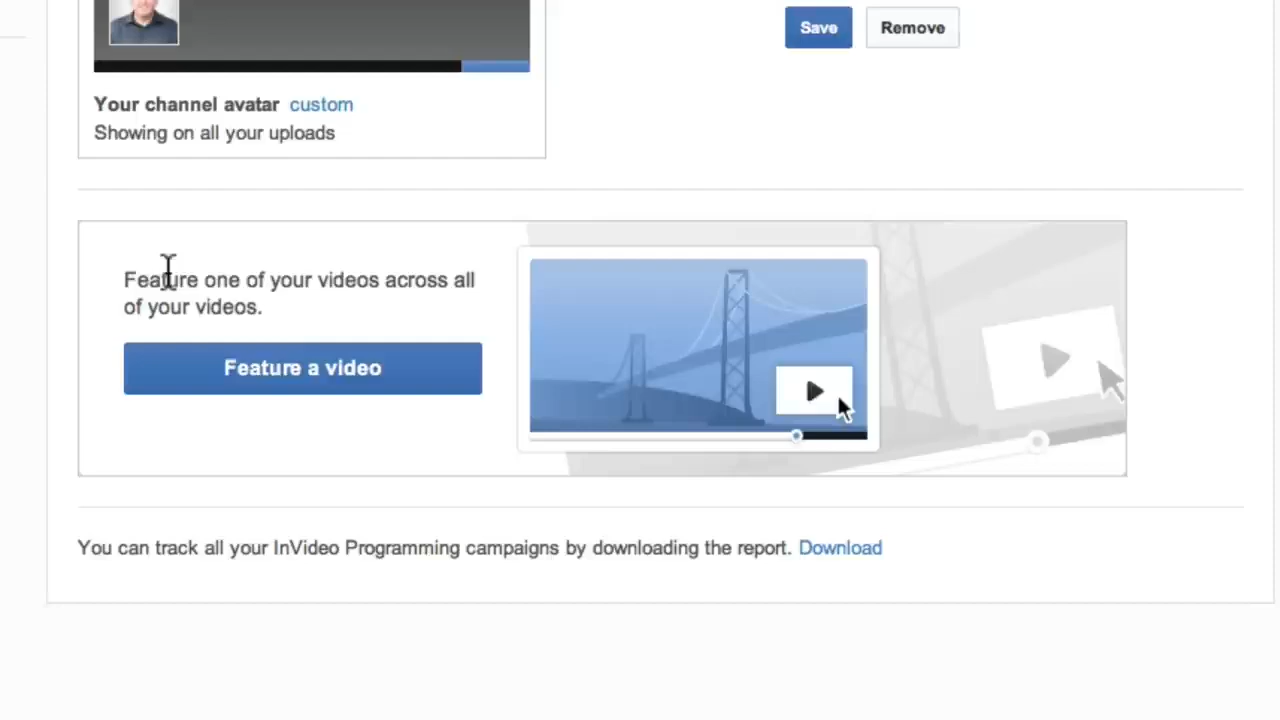 Save Remove
Your channel avatar custom
Showing on all your uploads
Feature one of your videos across all
of your videos.
Feature a video
You can track all your InVideo Programming campaigns by downloading the report. Download